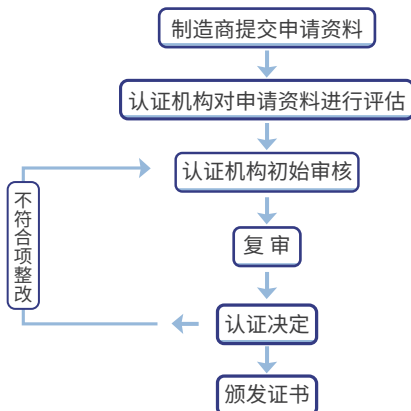 制造商提交申请资料
认证机构对申请资料进行评估
认证机构初始审核
复 审
不符合项整改
认证决定
颁发证书